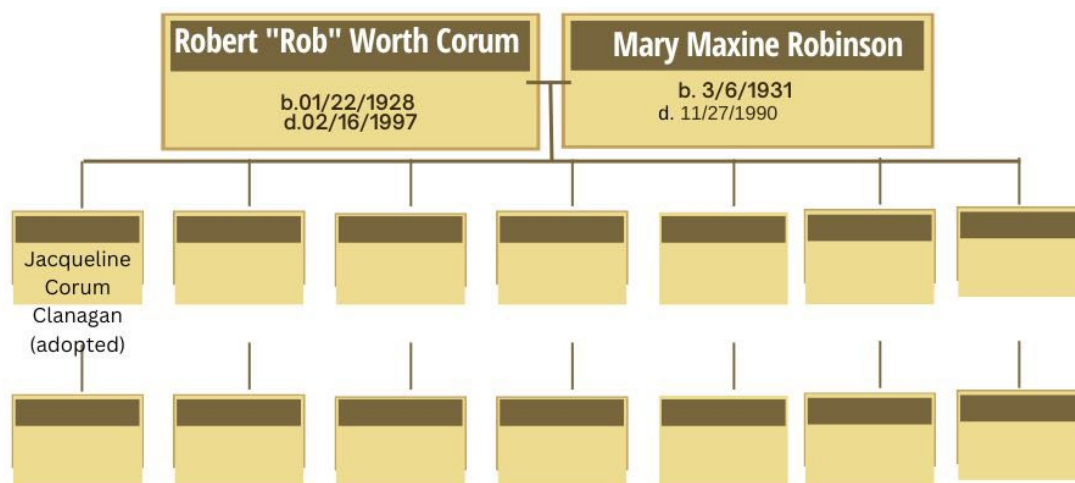 Robert "Rob" Worth Corum
b.01/22/1928
d.02/16/1997
Mary Maxine Robinson
b. 3/6/1931
d. 11/27/1990
Jacqueline
Corum
Clanagan
(adopted)